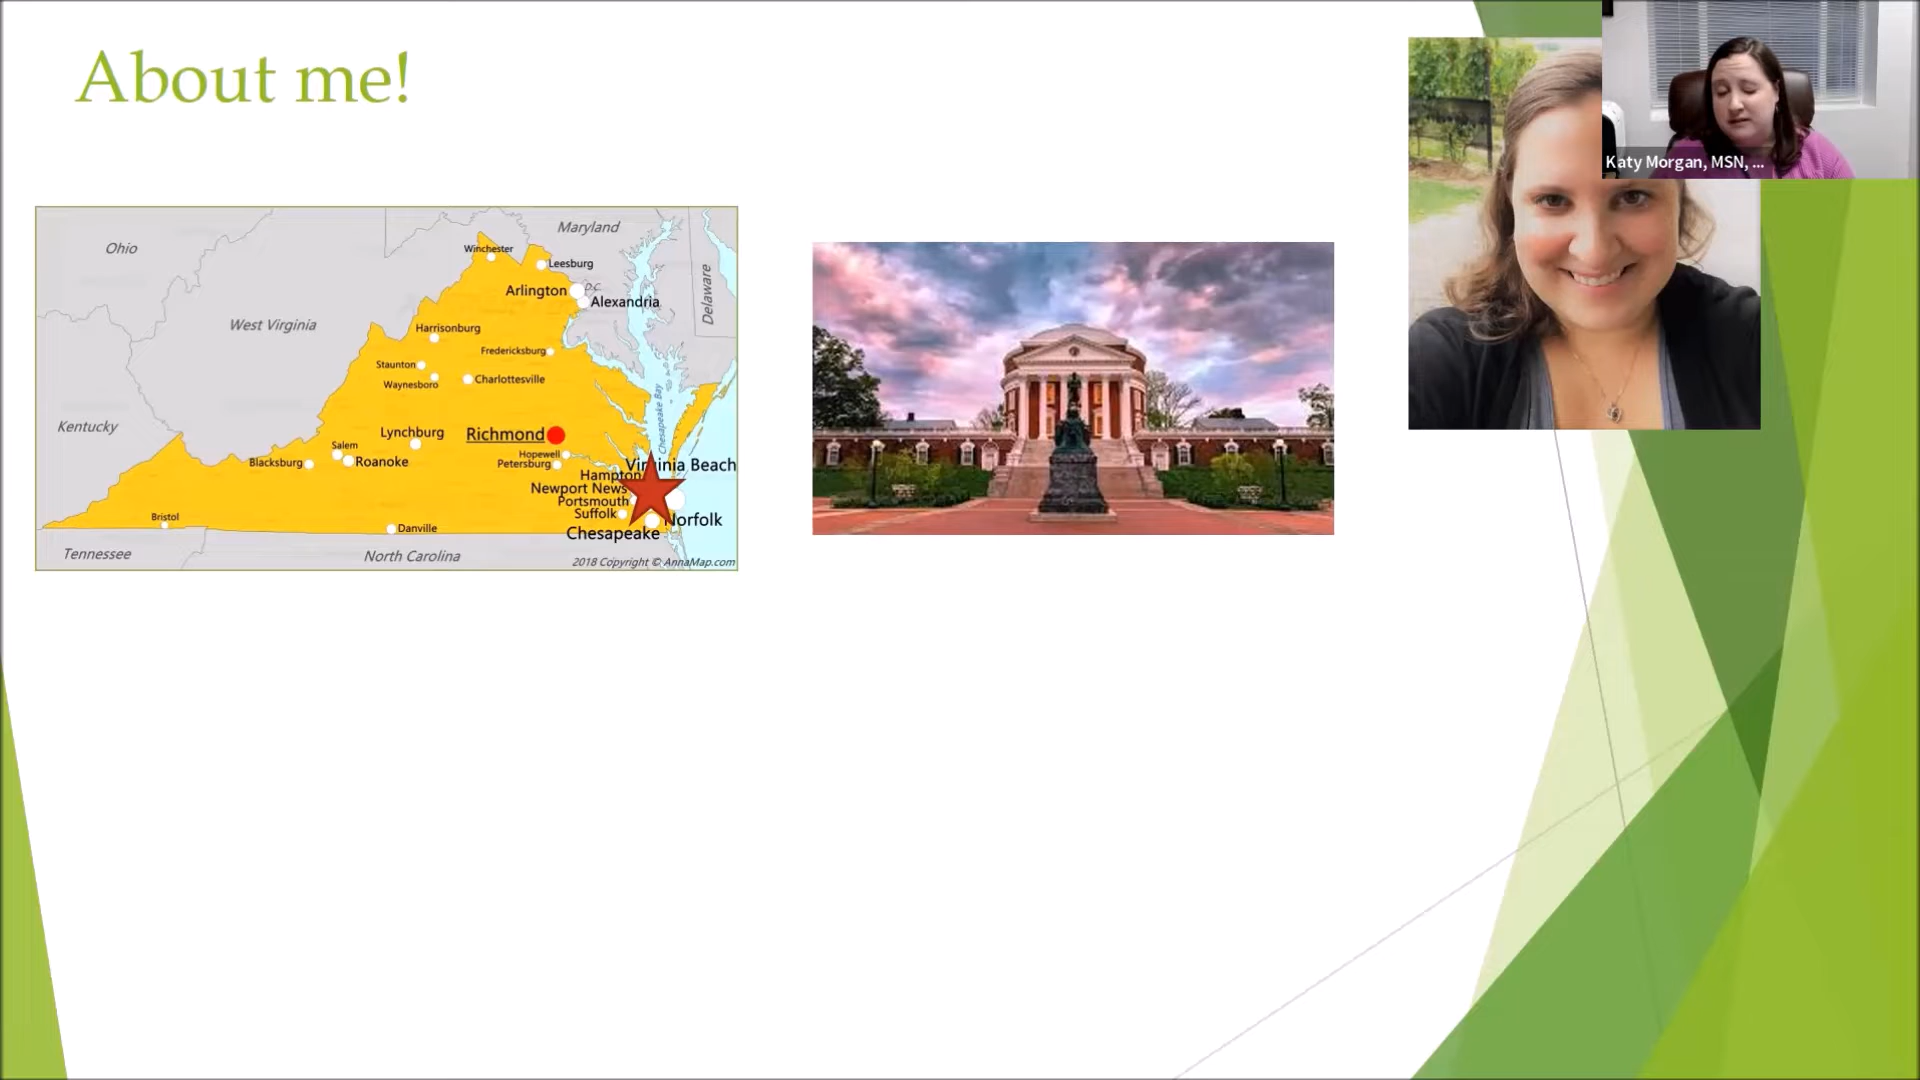 About me!
Katy Morgan, MSN, ...
Ohio
Maryland
Winchester
Leesburg
Arlington
D.C.
Alexandria
Delaware
West Virginia
Harrisonburg
Fredericksburg
Staunton
Waynesboro
Charlottesville
Chesapeake Bay
Kentucky
Lynchburg
Richmond
Salem
Roanoke
Blacksburg
Hopewell
Petersburg
Virginia Beach
Hampton
Newport News
Portsmouth
Suffolk
Norfolk
Chesapeake
Bristol
Danville
Tennessee
North Carolina
2018 Copyright © AnnaMap.com